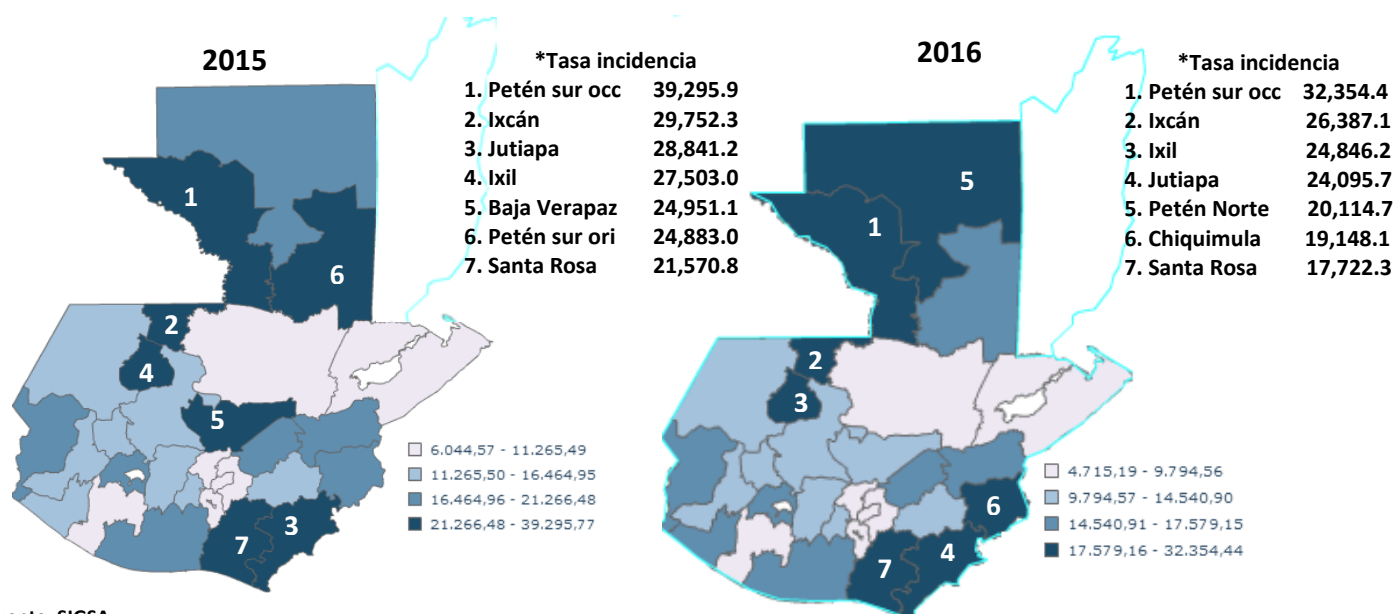 2015
*Tasa incidencia
1. Petén sur occ 39,295.9
2. Ixcán 29,752.3
3. Jutiapa 28,841.2
4. Ixil 27,503.0
5. Baja Verapaz 24,951.1
6. Petén sur ori 24,883.0
7. Santa Rosa 21,570.8
1
6
2
4
5
3
7
6.044,57 - 11.265,49
11.265,50 - 16.464,95
16.464,96 - 21.266,48
21.266,48 - 39.295,77
2016
*Tasa incidencia
1. Petén sur occ 32,354.4
2. Ixcán 26,387.1
3. Ixil 24,846.2
4. Jutiapa 24,095.7
5. Petén Norte 20,114.7
6. Chiquimula 19,148.1
7. Santa Rosa 17,722.3
5
1
2
3
6
4
7
4.715,19 - 9.794,56
9.794,57 - 14.540,90
14.540,91 - 17.579,15
17.579,16 - 32.354,44